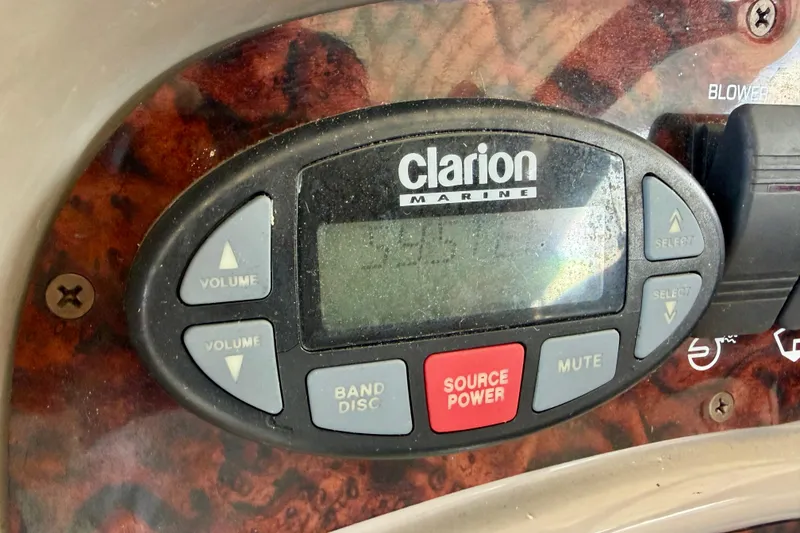 BLOWER
Clarion
MARINE
VOLUME
SELECT
SELECT
VOLUME
BAND
DISC
SOURCE
POWER
MUTE